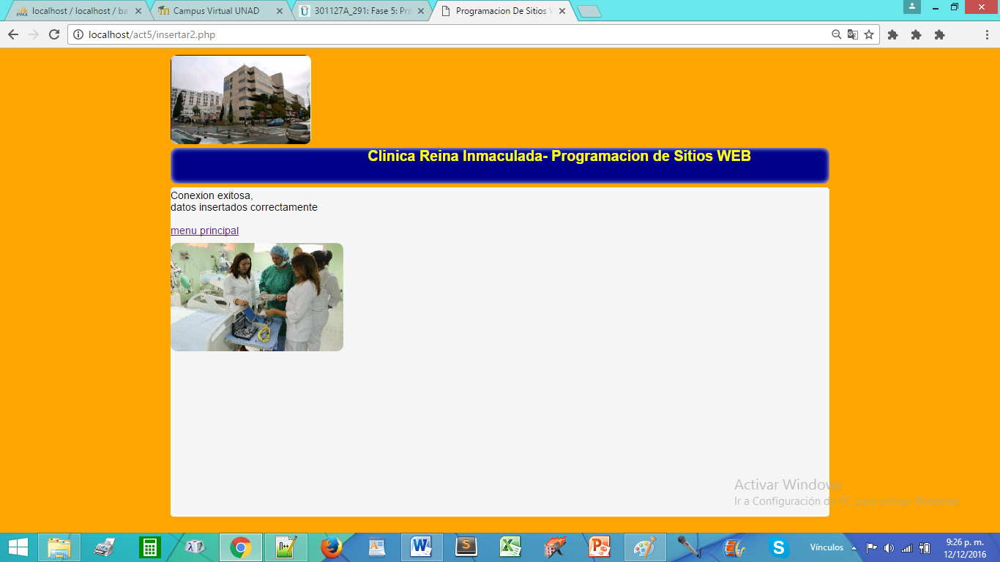 localhost / localhost / ba
Campus Virtual UNAD
301127A_291: Fase 5: Pra
Programacion De Sitios W
localhost/act5/insertar2.php
Clinica Reina Inmaculada- Programacion de Sitios WEB
Conexion exitosa,
datos insertados correctamente
menu principal
Activar Windows
Ir a Configuración de PC para activar Windows.
Vínculos
9:26 p. m.
12/12/2016